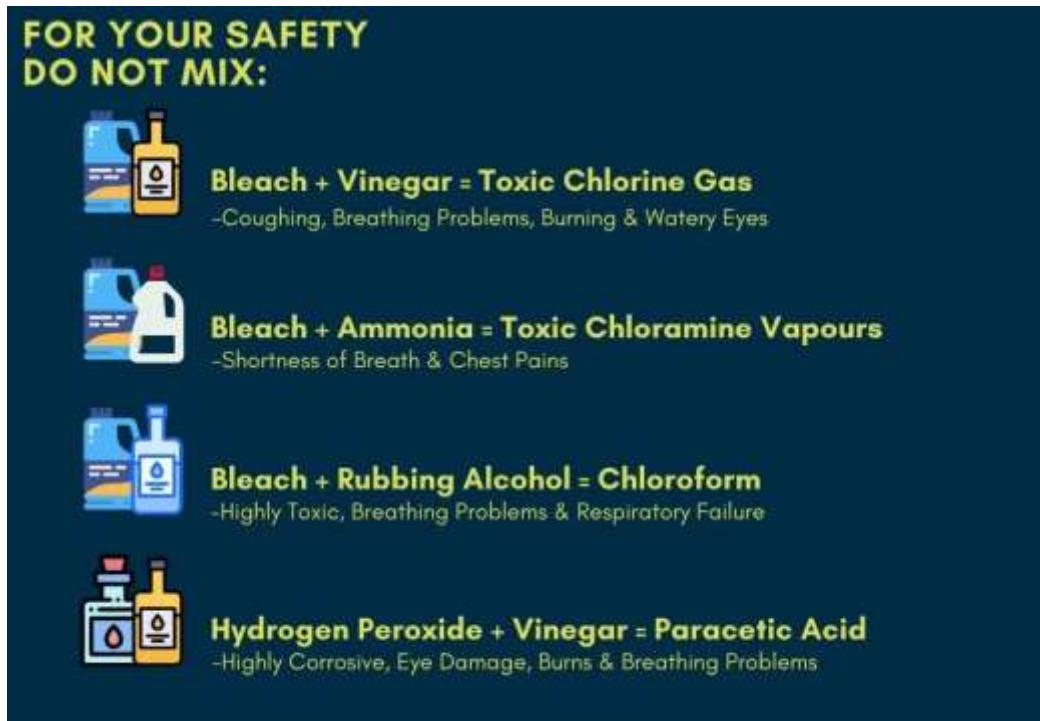 FOR YOUR SAFETY
DO NOT MIX:
Bleach + Vinegar = Toxic Chlorine Gas
-Coughing, Breathing Problems, Burning & Watery Eyes
Bleach + Ammonia = Toxic Chloramine Vapours
-Shortness of Breath & Chest Pains
Bleach + Rubbing Alcohol = Chloroform
-Highly Toxic, Breathing Problems & Respiratory Failure
Hydrogen Peroxide + Vinegar = Paracetic Acid
-Highly Corrosive, Eye Damage, Burns & Breathing Problems